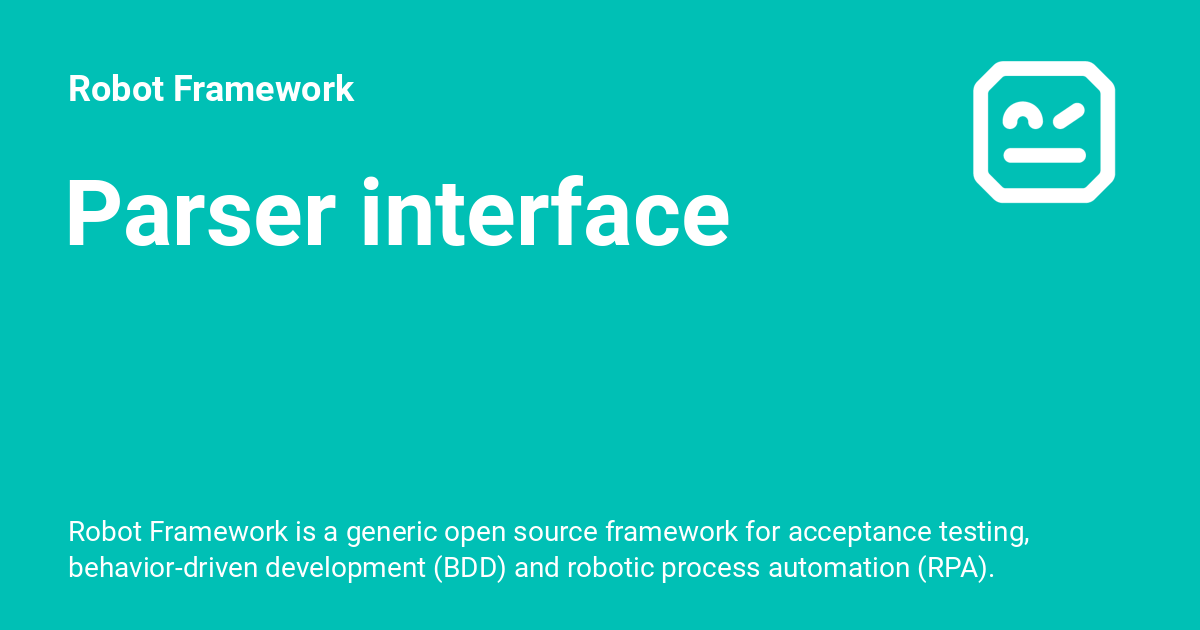 Robot Framework
Parser interface
Robot Framework is a generic open source framework for acceptance testing,
behavior-driven development (BDD) and robotic process automation (RPA).